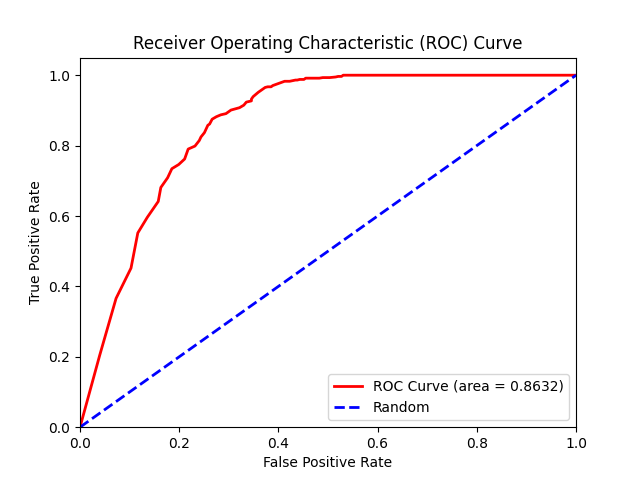 Receiver Operating Characteristic (ROC) Curve
True Positive Rate
1.0
0.8
0.6
0.4
0.2
0.0
ROC Curve (area = 0.8632)
Random
0.0 0.2 0.4 0.6 0.8 1.0
False Positive Rate